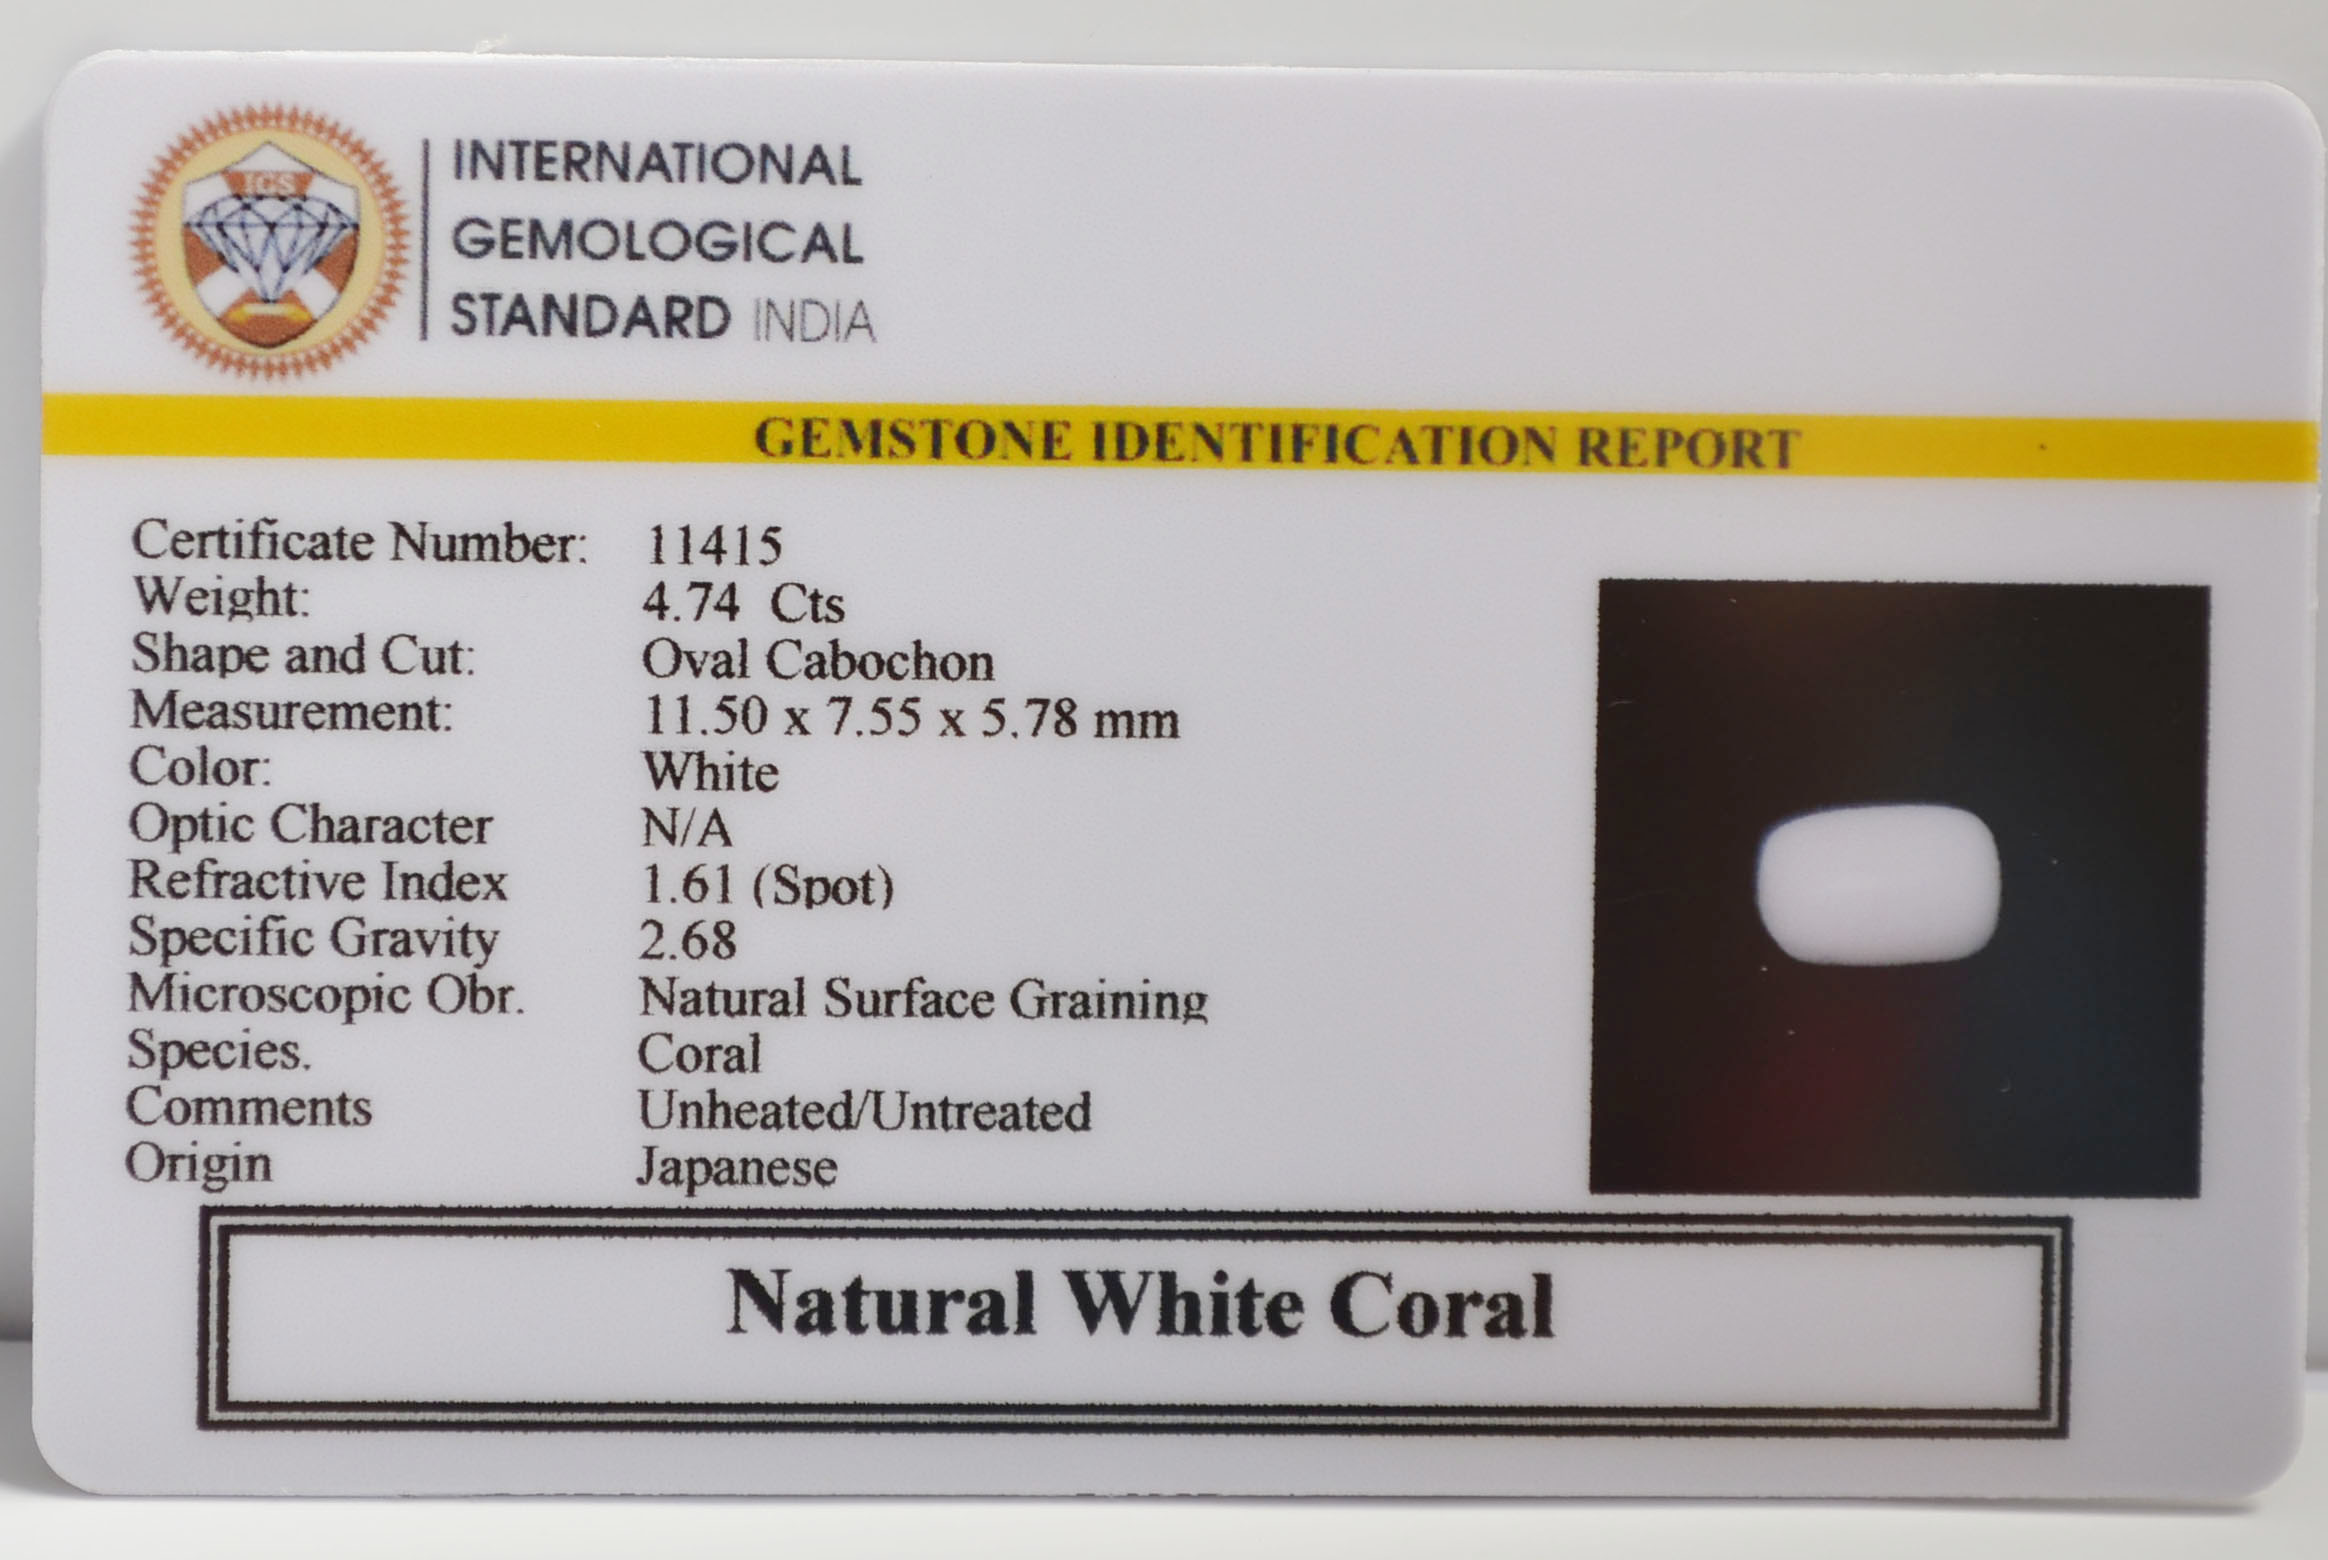 IGS
INTERNATIONAL
GEMOLOGICAL
STANDARD INDIA
GEMSTONE IDENTIFICATION REPORT
Certificate Number: 11415
Weight: 4.74 Cts
Shape and Cut: Oval Cabochon
Measurement: 11.50 x 7.55 x 5.78 mm
Color: White
Optic Character N/A
Refractive Index 1.61 (Spot)
Specific Gravity 2.68
Microscopic Obr. Natural Surface Graining
Species. Coral
Comments Unheated/Untreated
Origin Japanese
Natural White Coral